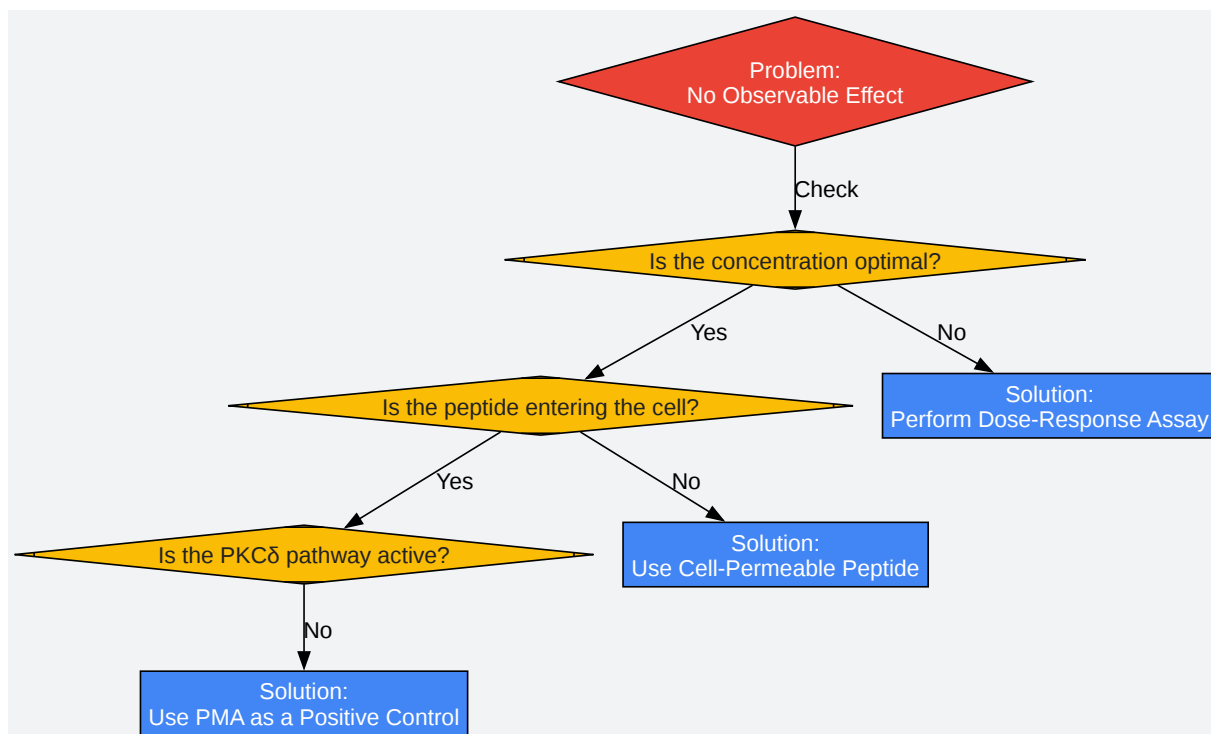 Problem:
No Observable Effect
Check
Is the concentration optimal?
Yes
No
Is the peptide entering the cell?
Solution:
Perform Dose-Response Assay
Yes
No
Is the PKCδ pathway active?
Solution:
Use Cell-Permeable Peptide
No
Solution:
Use PMA as a Positive Control